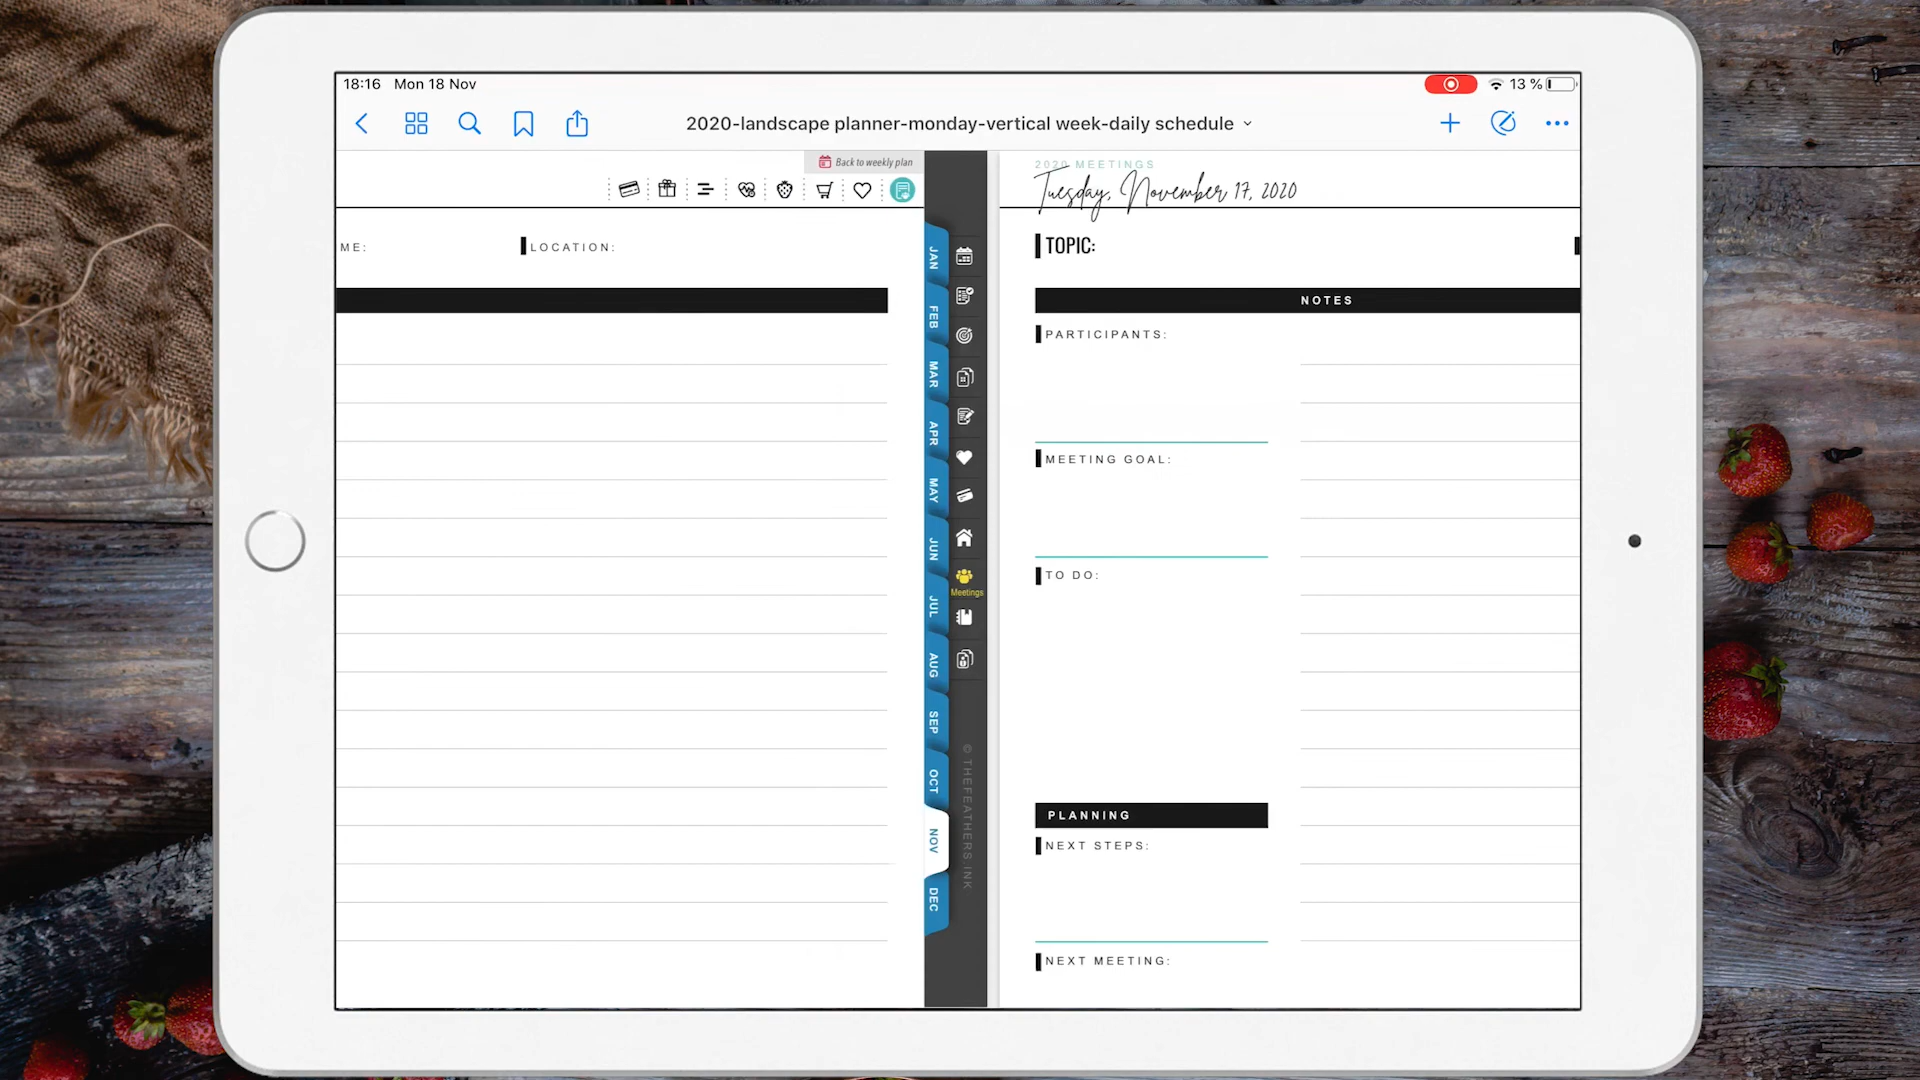 18:16 Mon 18 Nov
13 %
2020-landscape planner-monday-vertical week-daily schedule
Back to weekly plan
ME:
LOCATION:
JAN
FEB
MAR
APR
MAY
JUN
JUL
AUG
SEP
OCT
NOV
DEC
Meetings
© THEFEATHERS.INK
2020 MEETINGS
Tuesday, November 17, 2020
TOPIC:
NOTES
PARTICIPANTS:
MEETING GOAL:
TO DO:
PLANNING
NEXT STEPS:
NEXT MEETING: